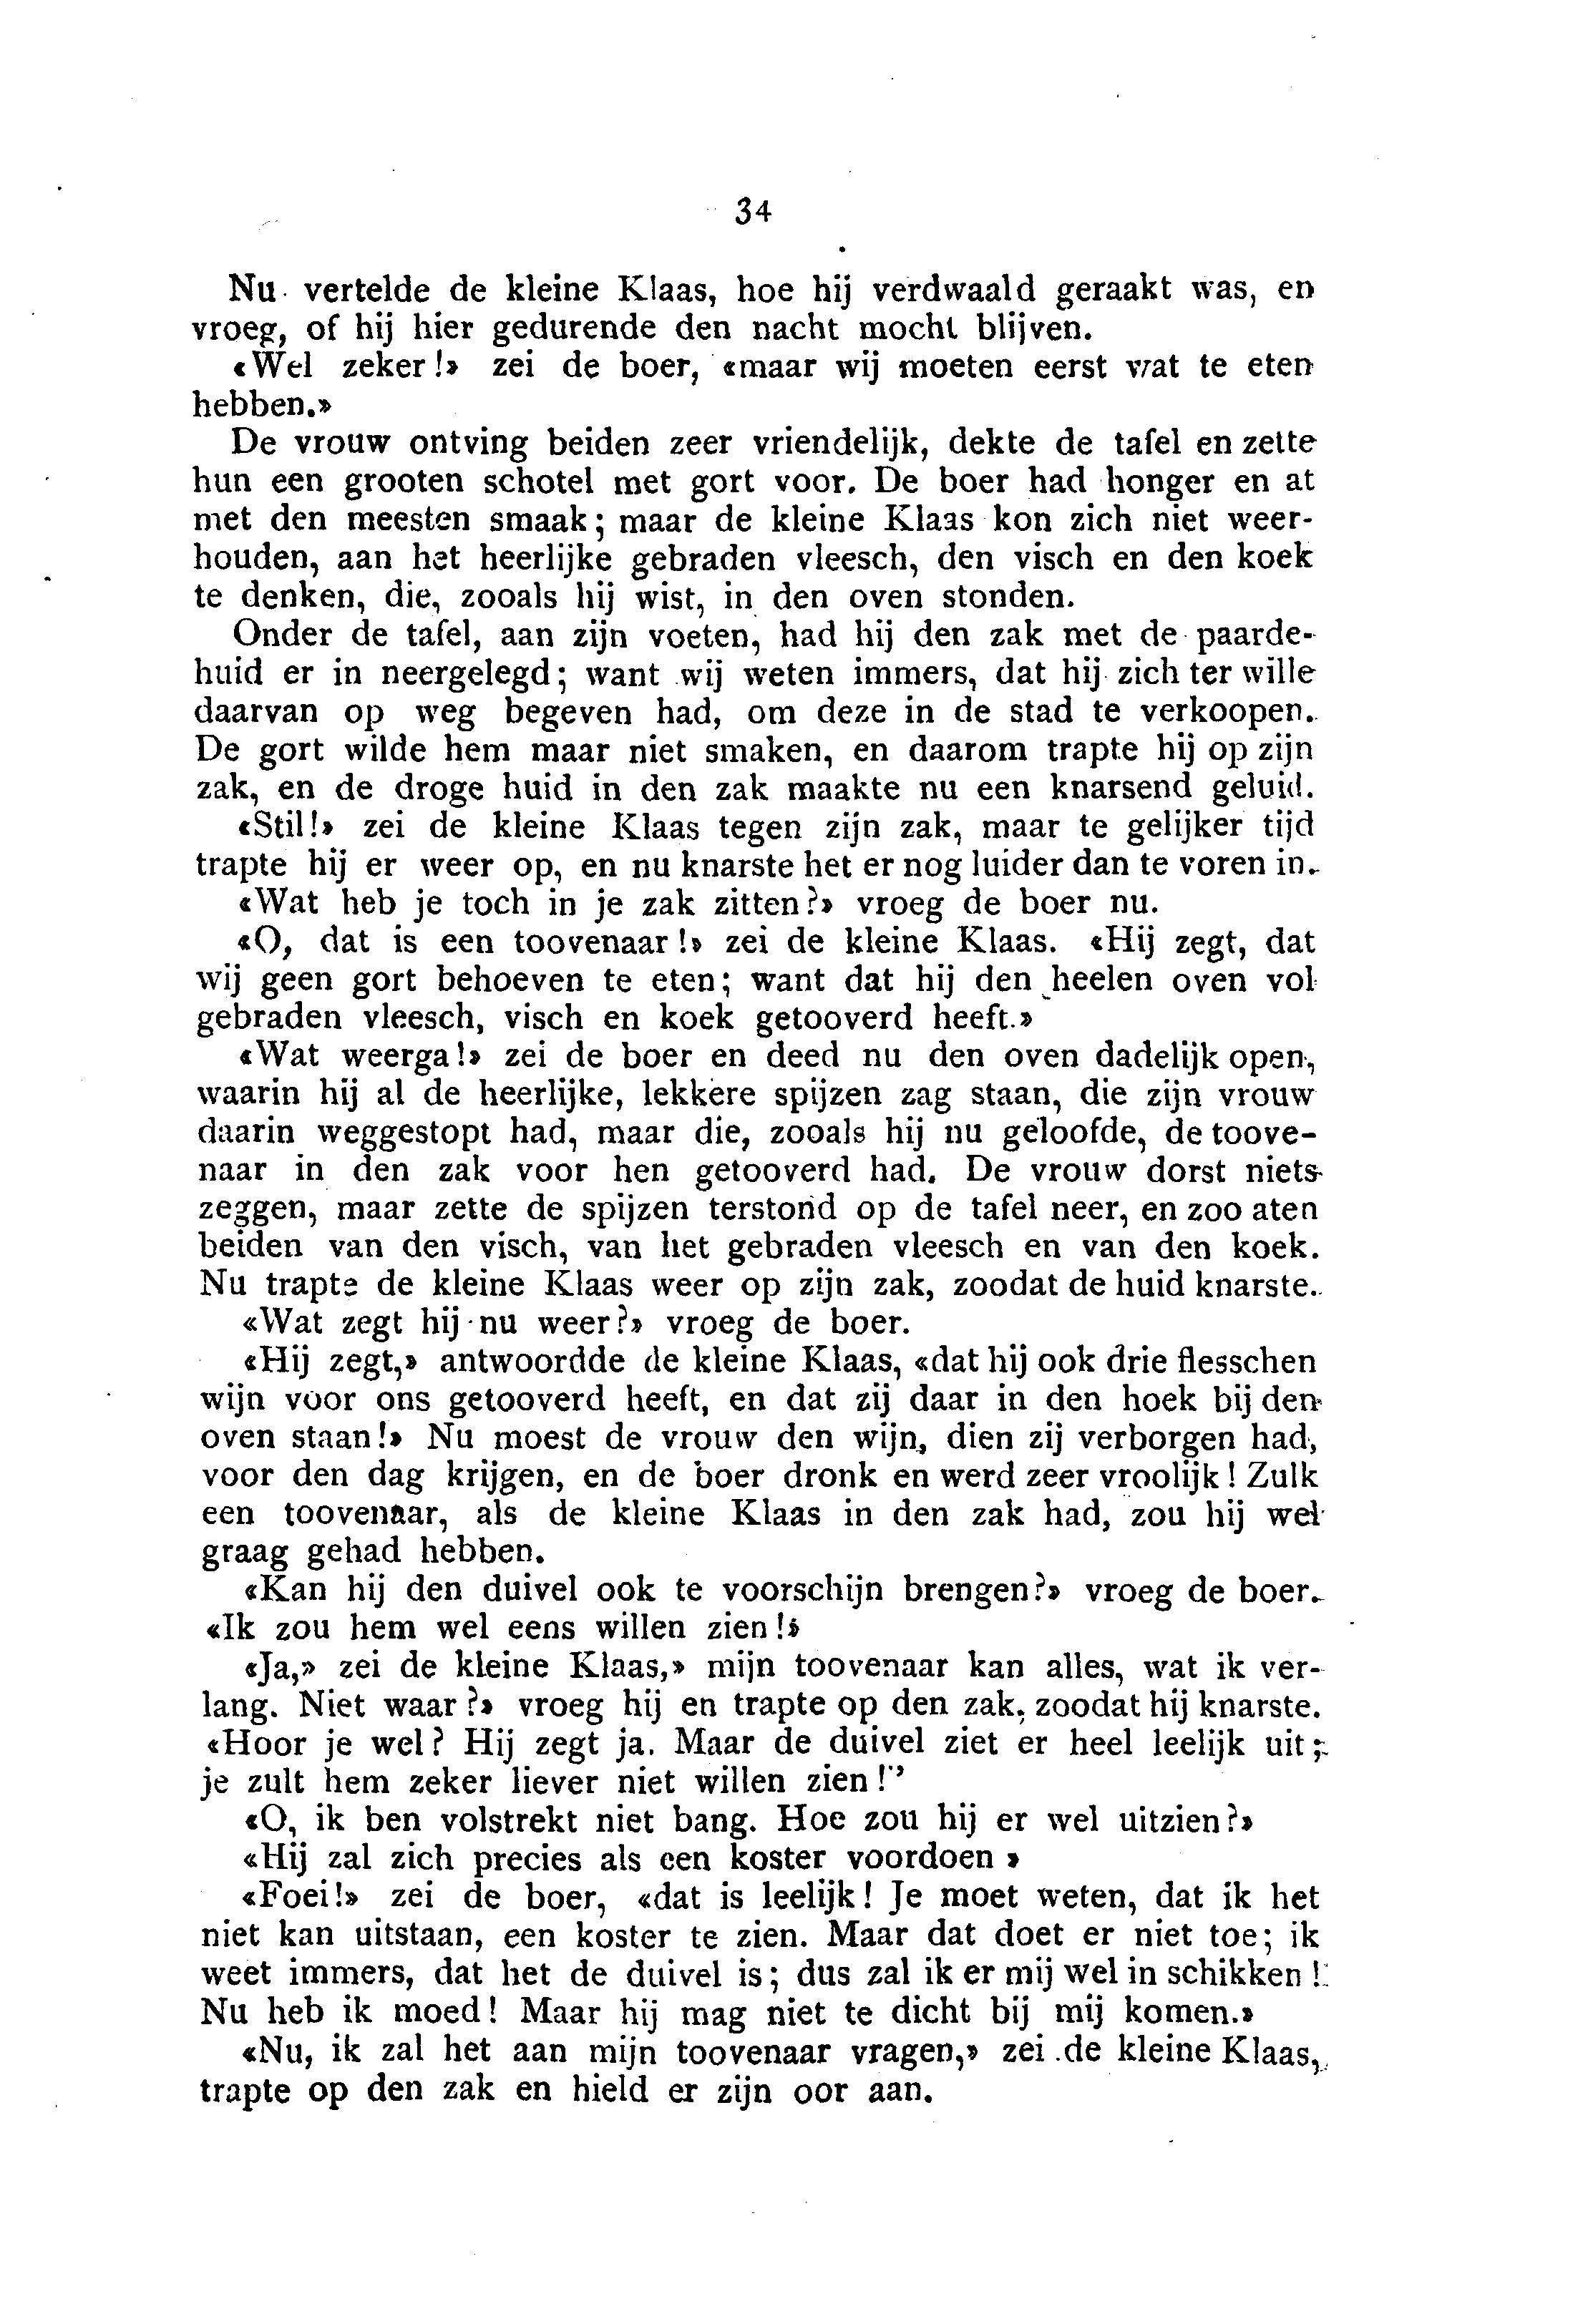 34
Nu vertelde de kleine Klaas, hoe hij verdwaald geraakt was, en
vroeg, of hij hier gedurende den nacht mocht blijven.
«Wel zeker!» zei de boer, «maar wij moeten eerst wat te eten
hebben.»
De vrouw ontving beiden zeer vriendelijk, dekte de tafel en zette
hun een grooten schotel met gort voor. De boer had honger en at
met den meesten smaak; maar de kleine Klaas kon zich niet weer-
houden, aan het heerlijke gebraden vleesch, den visch en den koek
te denken, die, zooals hij wist, in den oven stonden.
Onder de tafel, aan zijn voeten, had hij den zak met de paarde-
huid er in neergelegd; want wij weten immers, dat hij zich ter wille
daarvan op weg begeven had, om deze in de stad te verkoopen.
De gort wilde hem maar niet smaken, en daarom trapte hij op zijn
zak, en de droge huid in den zak maakte nu een knarsend geluid.
«Stil!» zei de kleine Klaas tegen zijn zak, maar te gelijker tijd
trapte hij er weer op, en nu knarste het er nog luider dan te voren in.
«Wat heb je toch in je zak zitten?» vroeg de boer nu.
«O, dat is een toovenaar!» zei de kleine Klaas. «Hij zegt, dat
wij geen gort behoeven te eten; want dat hij den heelen oven vol
gebraden vleesch, visch en koek getooverd heeft.»
«Wat weerga!» zei de boer en deed nu den oven dadelijk open,
waarin hij al de heerlijke, lekkere spijzen zag staan, die zijn vrouw
daarin weggestopt had, maar die, zooals hij nu geloofde, de toove-
naar in den zak voor hen getooverd had. De vrouw dorst niets
zeggen, maar zette de spijzen terstond op de tafel neer, en zoo aten
beiden van den visch, van het gebraden vleesch en van den koek.
Nu trapte de kleine Klaas weer op zijn zak, zoodat de huid knarste.
«Wat zegt hij nu weer?» vroeg de boer.
«Hij zegt,» antwoordde de kleine Klaas, «dat hij ook drie flesschen
wijn voor ons getooverd heeft, en dat zij daar in den hoek bij den
oven staan!» Nu moest de vrouw den wijn, dien zij verborgen had,
voor den dag krijgen, en de boer dronk en werd zeer vroolijk! Zulk
een toovenaar, als de kleine Klaas in den zak had, zou hij wel
graag gehad hebben.
«Kan hij den duivel ook te voorschijn brengen?» vroeg de boer.
«Ik zou hem wel eens willen zien!»
«Ja,» zei de kleine Klaas,» mijn toovenaar kan alles, wat ik ver-
lang. Niet waar?» vroeg hij en trapte op den zak, zoodat hij knarste.
«Hoor je wel? Hij zegt ja. Maar de duivel ziet er heel leelijk uit;
je zult hem zeker liever niet willen zien!”
«O, ik ben volstrekt niet bang. Hoe zou hij er wel uitzien?»
«Hij zal zich precies als een koster voordoen »
«Foei!» zei de boer, «dat is leelijk! Je moet weten, dat ik het
niet kan uitstaan, een koster te zien. Maar dat doet er niet toe; ik
weet immers, dat het de duivel is; dus zal ik er mij wel in schikken!
Nu heb ik moed! Maar hij mag niet te dicht bij mij komen.»
«Nu, ik zal het aan mijn toovenaar vragen,» zei de kleine Klaas,
trapte op den zak en hield er zijn oor aan.